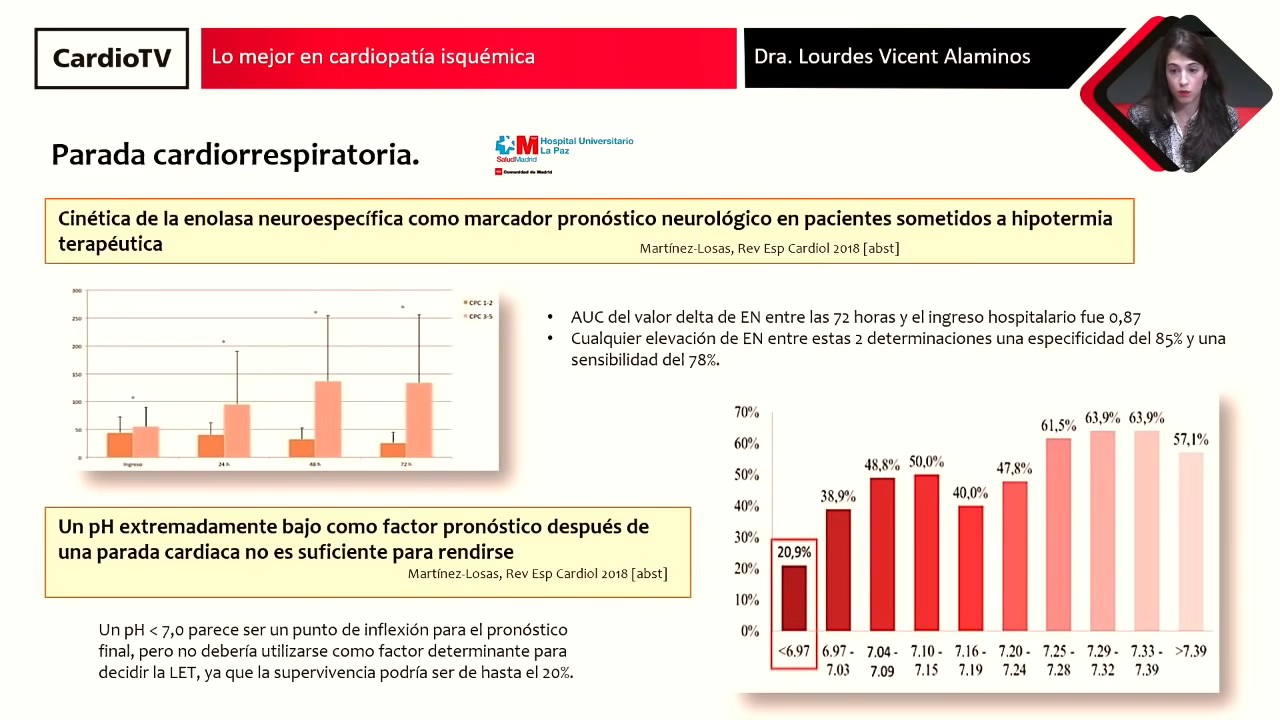 CardioTV
Lo mejor en cardiopatía isquémica
Dra. Lourdes Vicent Alaminos
Parada cardiorrespiratoria.
SaludMadrid
Hospital Universitario
La Paz
Comunidad de Madrid
Cinética de la enolasa neuroespecífica como marcador pronóstico neurológico en pacientes sometidos a hipotermia
terapéutica
Martínez-Losas, Rev Esp Cardiol 2018 [abst]
300
250
200
150
100
50
0
* * * *
Ingreso 24 h 48 h 72 h
CPC 1-2
CPC 3-5
• AUC del valor delta de EN entre las 72 horas y el ingreso hospitalario fue 0,87
• Cualquier elevación de EN entre estas 2 determinaciones una especificidad del 85% y una
sensibilidad del 78%.
Un pH extremadamente bajo como factor pronóstico después de
una parada cardiaca no es suficiente para rendirse
Martínez-Losas, Rev Esp Cardiol 2018 [abst]
Un pH < 7,0 parece ser un punto de inflexión para el pronóstico
final, pero no debería utilizarse como factor determinante para
decidir la LET, ya que la supervivencia podría ser de hasta el 20%.
70%
60%
50%
40%
30%
20%
10%
0%
20,9% 38,9% 48,8% 50,0% 40,0% 47,8% 61,5% 63,9% 63,9% 57,1%
<6.97 6.97 - 7.04 - 7.10 - 7.16 - 7.20 - 7.25 - 7.29 - 7.33 - >7.39
7.03 7.09 7.15 7.19 7.24 7.28 7.32 7.39